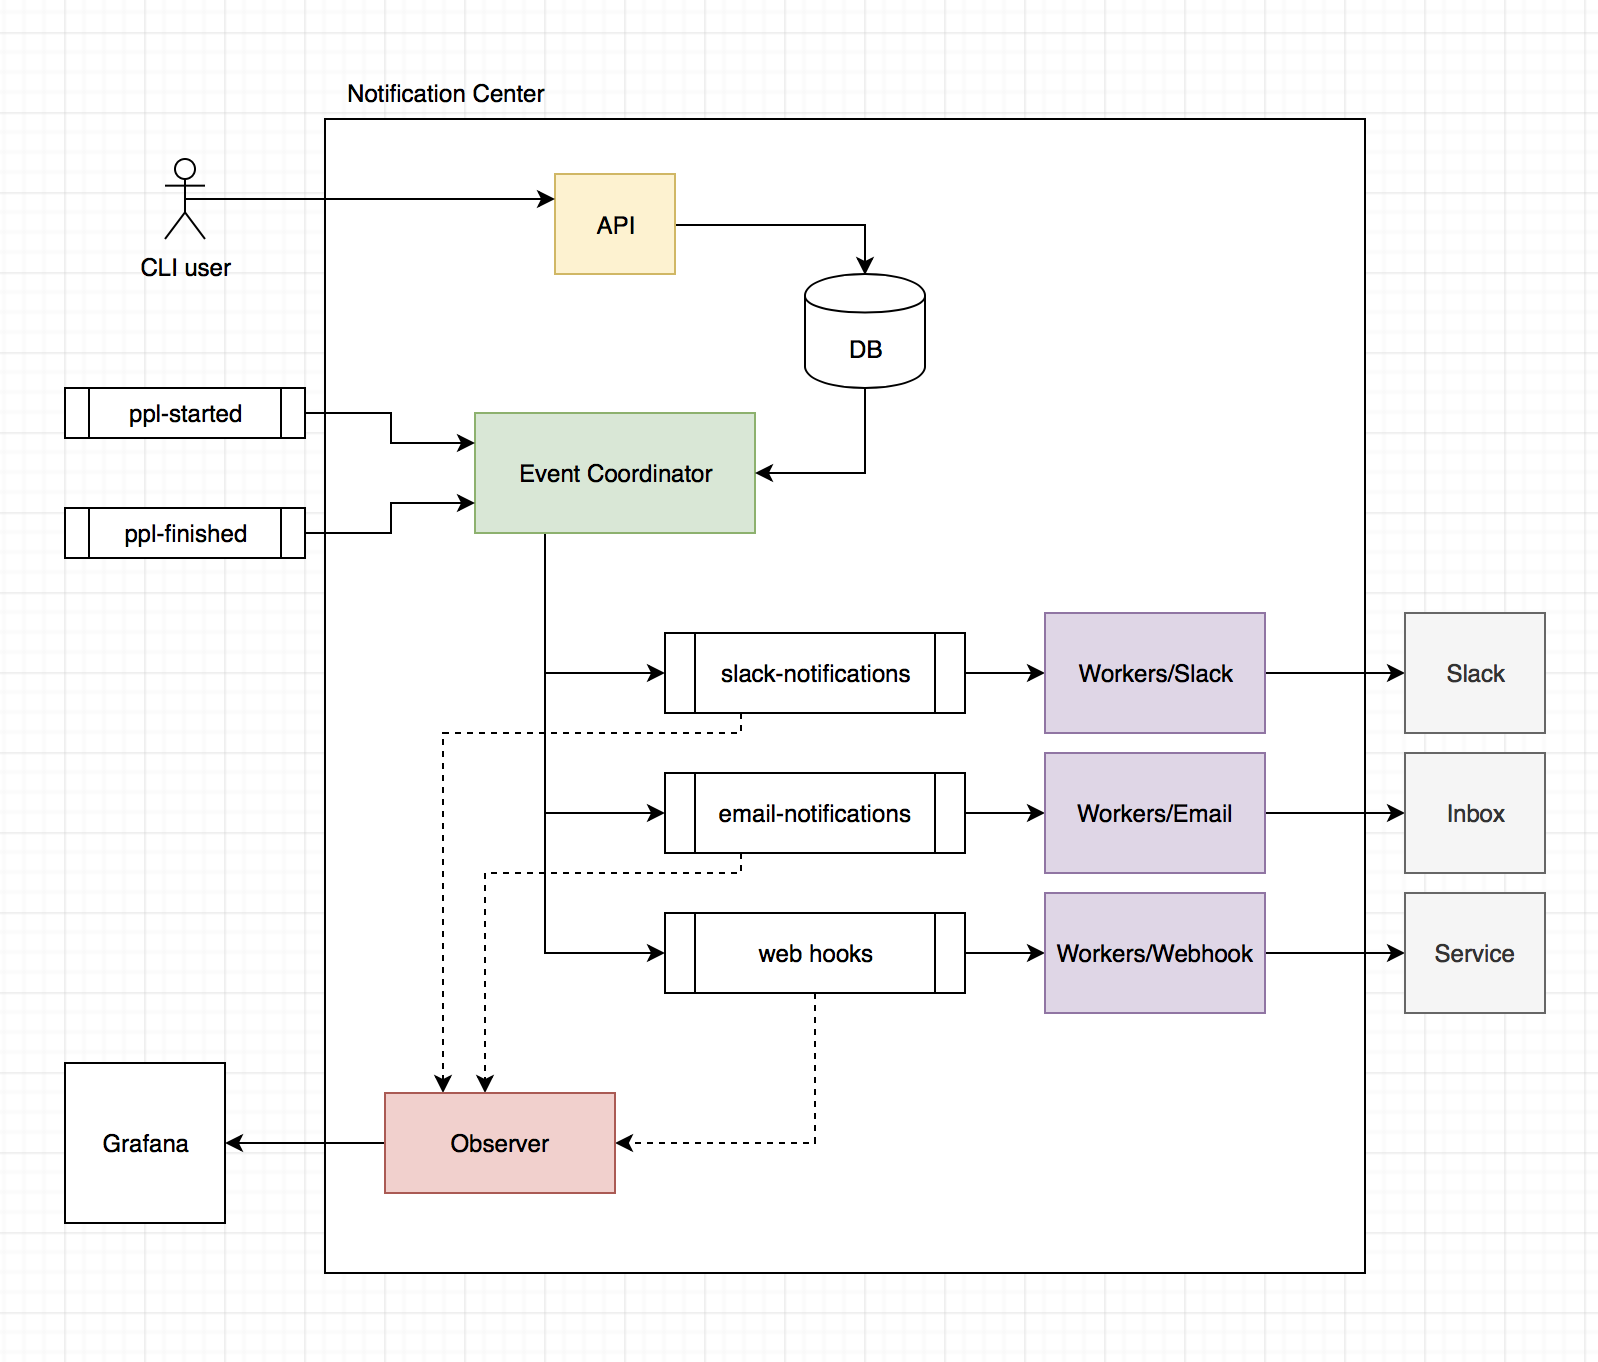 Notification Center
API
CLI user
DB
ppl-started
Event Coordinator
ppl-finished
slack-notifications
Workers/Slack
Slack
email-notifications
Workers/Email
Inbox
web hooks
Workers/Webhook
Service
Grafana
Observer